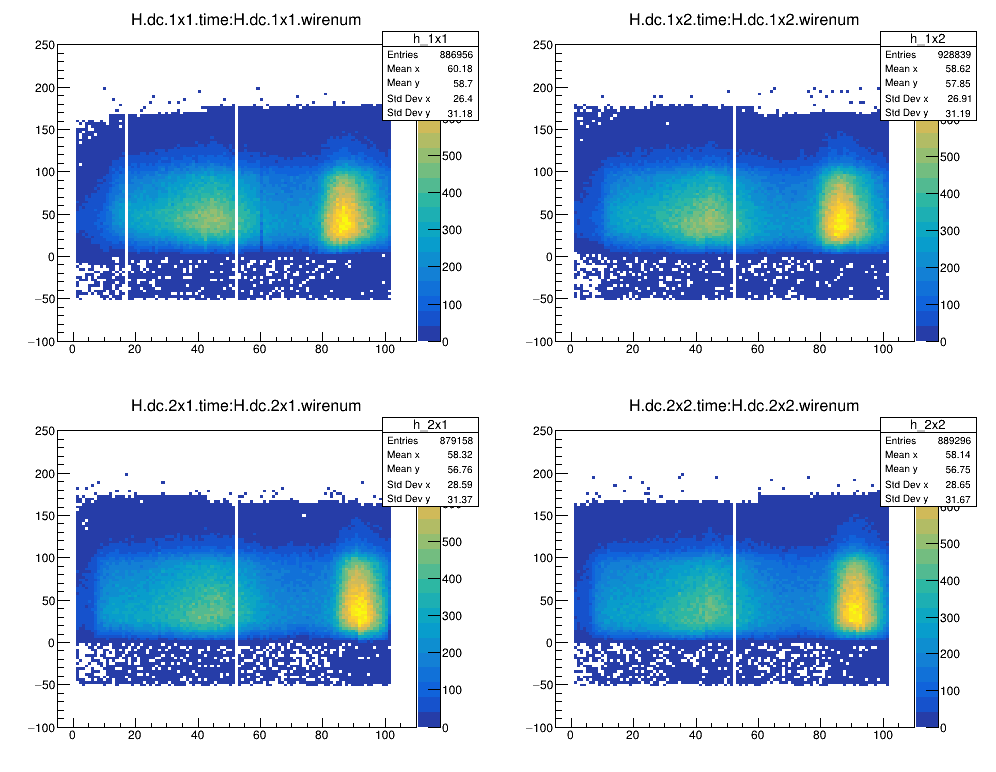 H.dc.1x1.time:H.dc.1x1.wirenum
h_1x1
Entries 886956
Mean x 60.18
Mean y 58.7
Std Dev x 26.4
Std Dev y 31.18
250
200
150
100
50
0
−50
−100
0 20 40 60 80 100
500
400
300
200
100
0
H.dc.1x2.time:H.dc.1x2.wirenum
h_1x2
Entries 928839
Mean x 58.62
Mean y 57.85
Std Dev x 26.91
Std Dev y 31.19
250
200
150
100
50
0
−50
−100
0 20 40 60 80 100
600
500
400
300
200
100
0
H.dc.2x1.time:H.dc.2x1.wirenum
h_2x1
Entries 879158
Mean x 58.32
Mean y 56.76
Std Dev x 28.59
Std Dev y 31.37
250
200
150
100
50
0
−50
−100
0 20 40 60 80 100
500
400
300
200
100
0
H.dc.2x2.time:H.dc.2x2.wirenum
h_2x2
Entries 889296
Mean x 58.14
Mean y 56.75
Std Dev x 28.65
Std Dev y 31.67
250
200
150
100
50
0
−50
−100
0 20 40 60 80 100
600
500
400
300
200
100
0